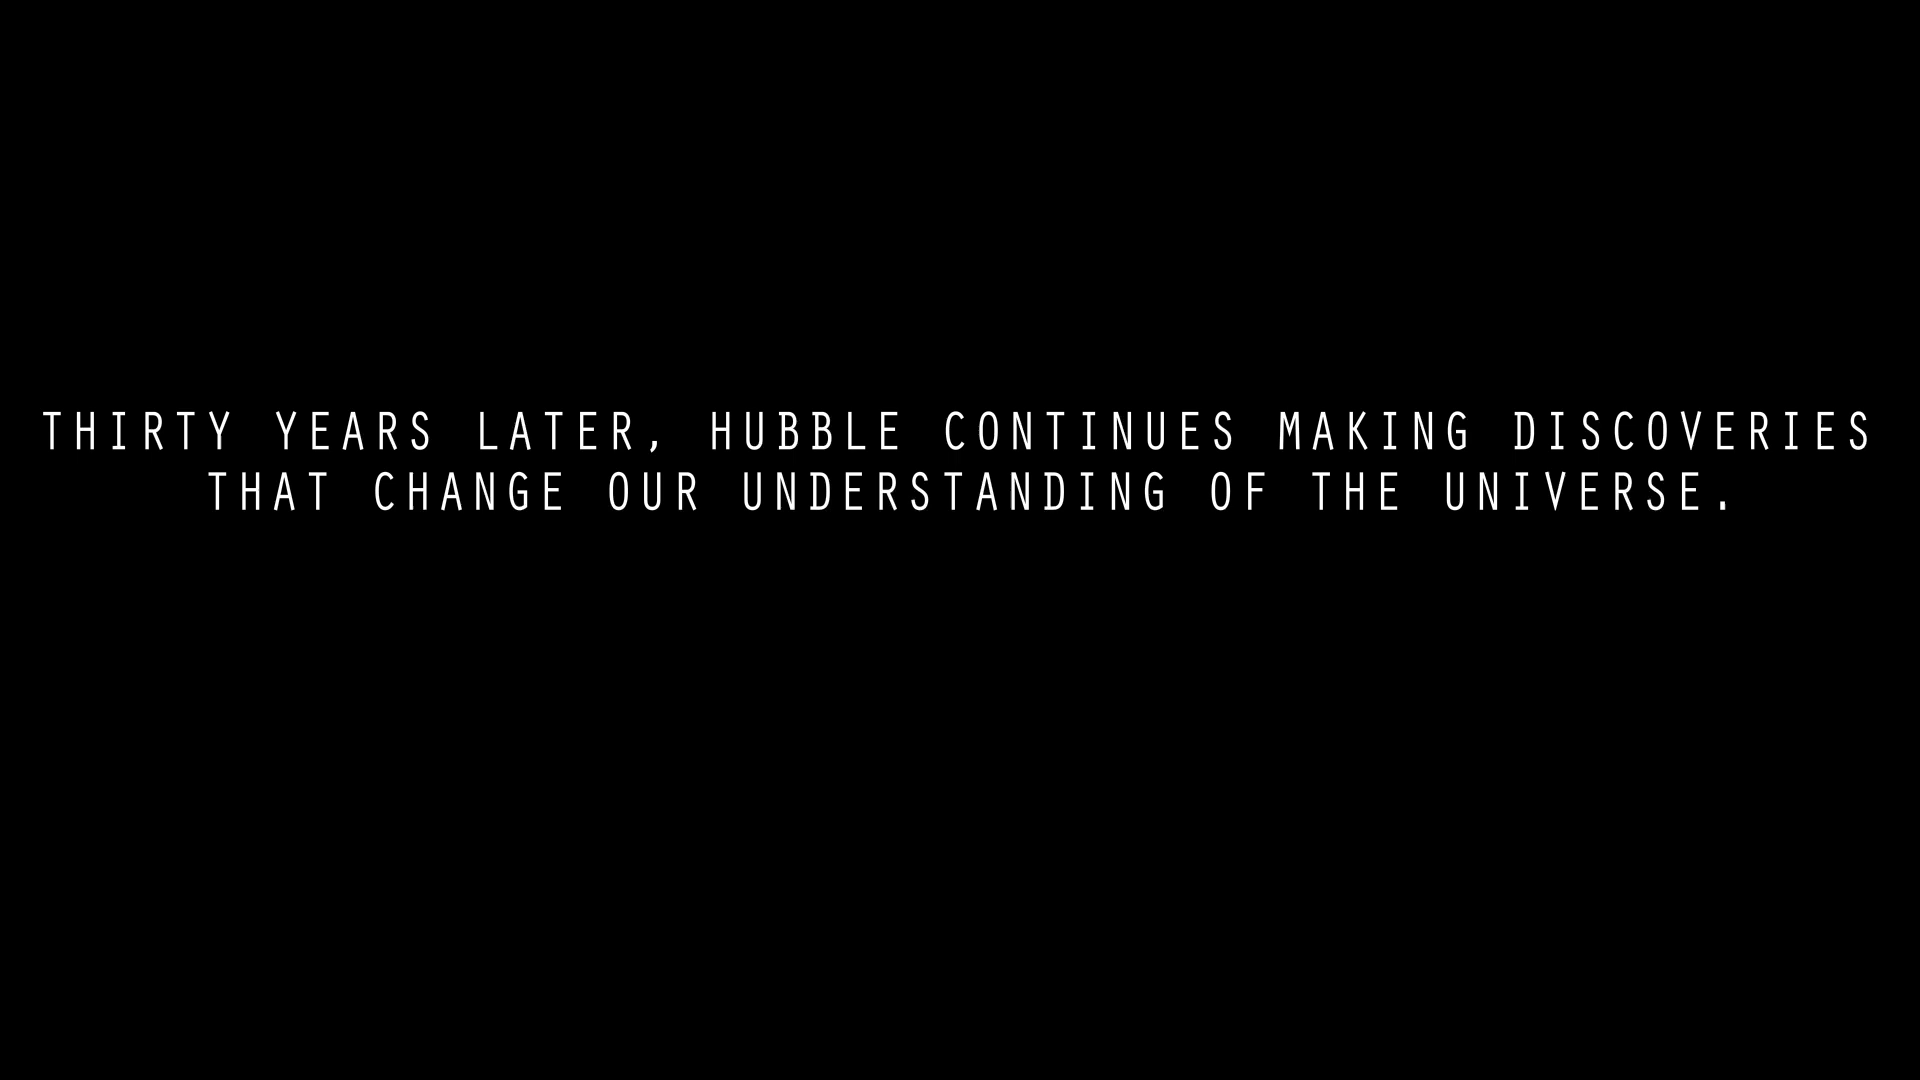 THIRTY YEARS LATER, HUBBLE CONTINUES MAKING DISCOVERIES
THAT CHANGE OUR UNDERSTANDING OF THE UNIVERSE.